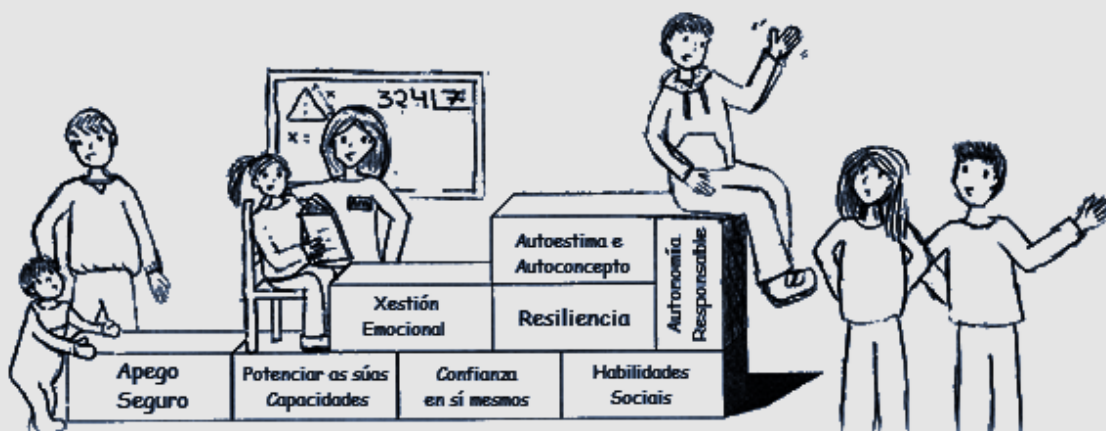 32417
x
x =
Autoestima e
Autoconcepto
Autonomía
Responsable
Xestión
Emocional
Resiliencia
Apego
Seguro
Potenciar as súas
Capacidades
Confianza
en sí mesmos
Habilidades
Sociais